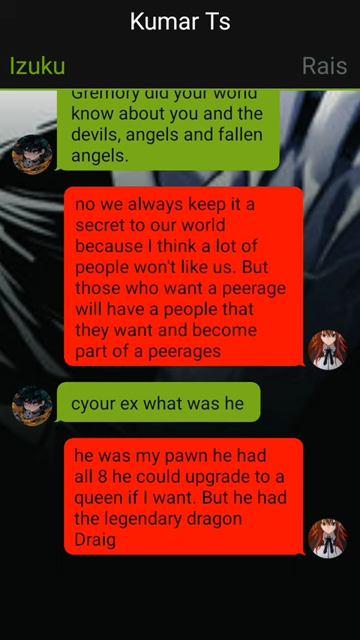 Kumar Ts
Izuku
Rais
Gremory did your world
know about you and the
devils, angels and fallen
angels.
no we always keep it a
secret to our world
because I think a lot of
people won't like us. But
those who want a peerage
will have a people that
they want and become
part of a peerages
cyour ex what was he
he was my pawn he had
all 8 he could upgrade to a
queen if I want. But he had
the legendary dragon
Draig